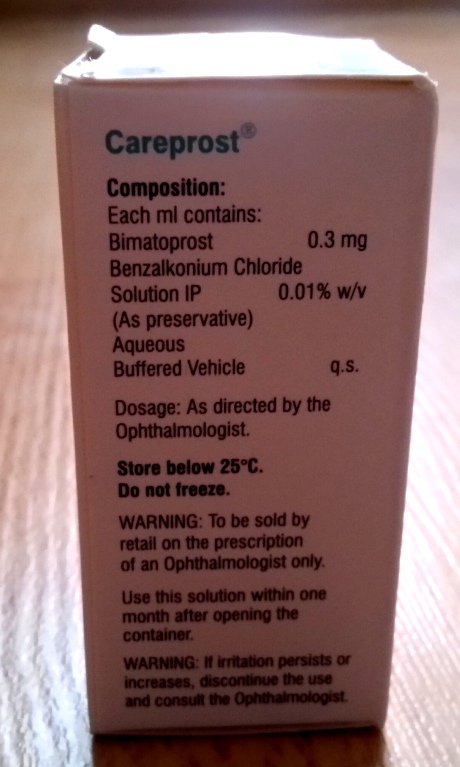 Careprost®
Composition:
Each ml contains:
Bimatoprost 0.3 mg
Benzalkonium Chloride
Solution IP 0.01% w/v
(As preservative)
Aqueous
Buffered Vehicle q.s.
Dosage: As directed by the
Ophthalmologist.
Store below 25°C.
Do not freeze.
WARNING: To be sold by
retail on the prescription
of an Ophthalmologist only.
Use this solution within one
month after opening the
container.
WARNING: If irritation persists or
increases, discontinue the use
and consult the Ophthalmologist.